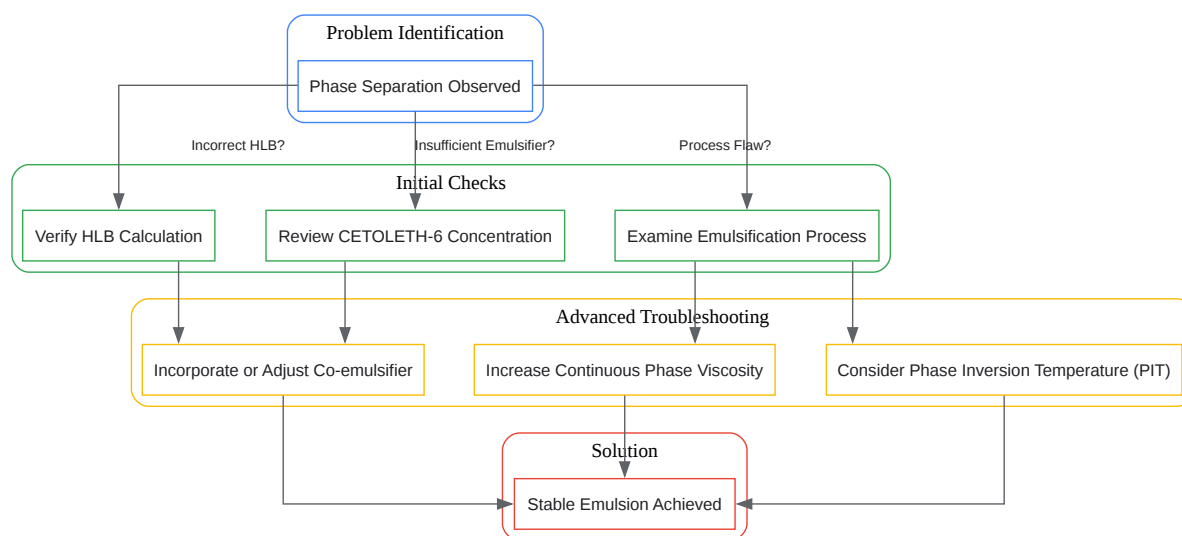 Problem Identification
Phase Separation Observed
Incorrect HLB?
Insufficient Emulsifier?
Process Flaw?
Initial Checks
Verify HLB Calculation
Review CETOLETH-6 Concentration
Examine Emulsification Process
Advanced Troubleshooting
Incorporate or Adjust Co-emulsifier
Increase Continuous Phase Viscosity
Consider Phase Inversion Temperature (PIT)
Solution
Stable Emulsion Achieved